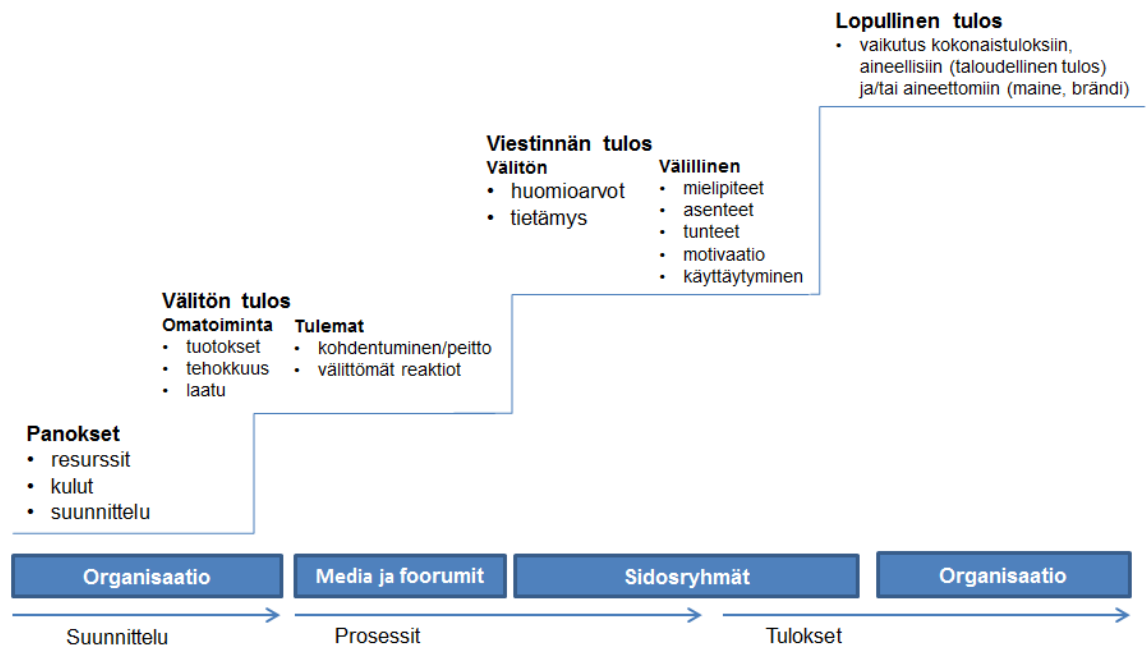 Lopullinen tulos
• vaikutus kokonaistuloksiin,
aineellisiin (taloudellinen tulos)
ja/tai aineettomiin (maine, brändi)
Viestinnän tulos
Välitön
• huomioarvot
• tietämys
Välillinen
• mielipiteet
• asenteet
• tunteet
• motivaatio
• käyttäytyminen
Välitön tulos
Omatoiminta
• tuotokset
• tehokkuus
• laatu
Tulemat
• kohdentuminen/peitto
• välittömät reaktiot
Panokset
• resurssit
• kulut
• suunnittelu
Organisaatio
Media ja foorumit
Sidosryhmät
Organisaatio
Suunnittelu
Prosessit
Tulokset